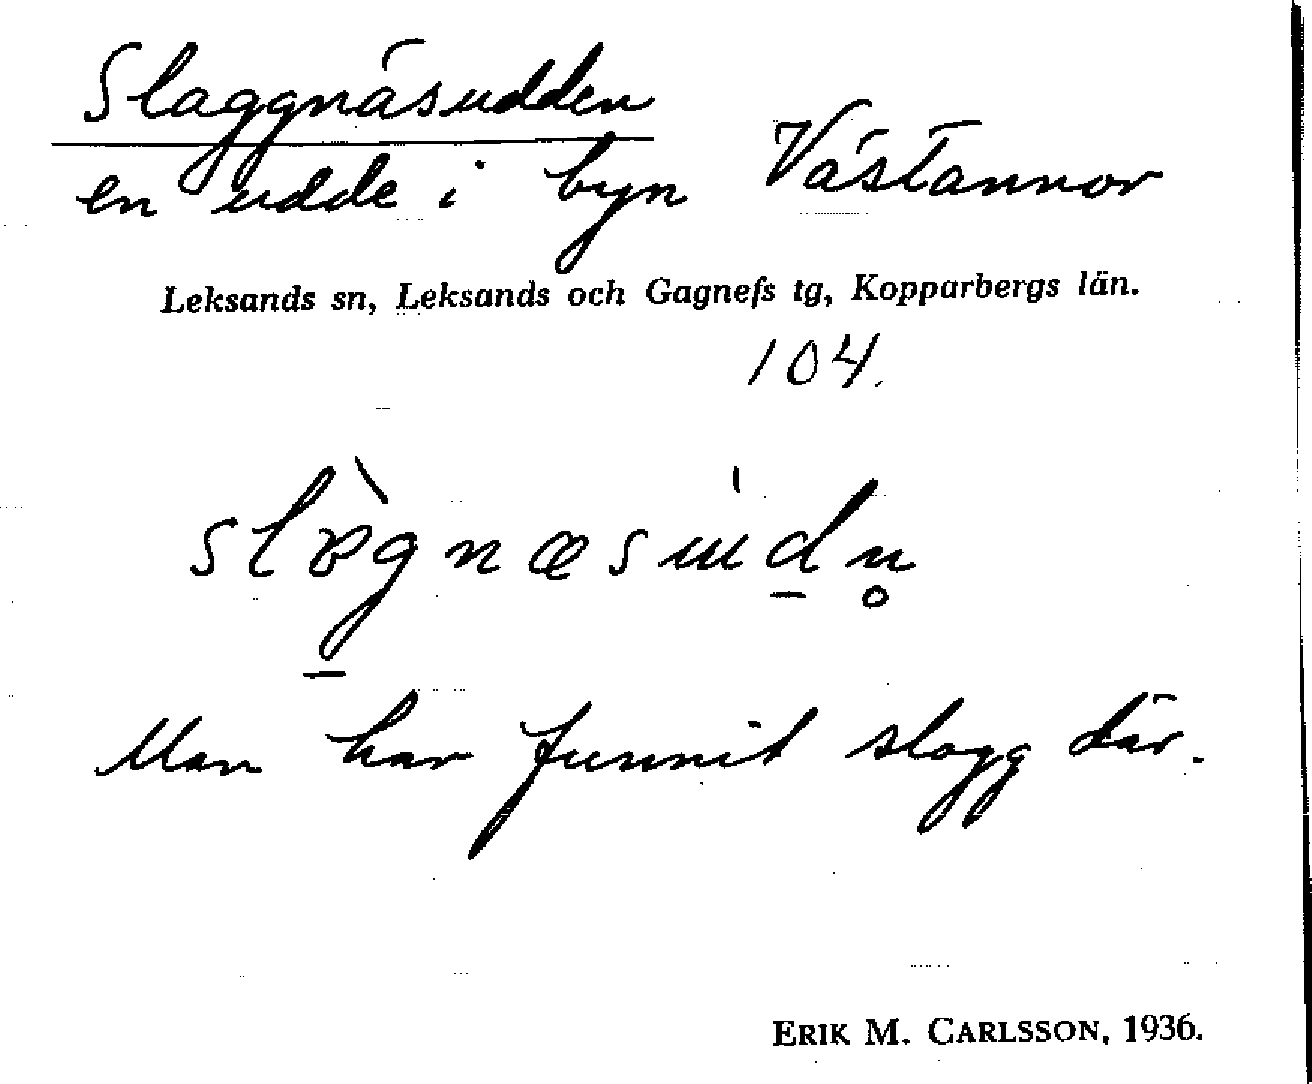 Slaggnäsudden
en udde i byn Västannor
Leksands sn, Leksands och Gagnefs tg, Kopparbergs län.
104.
Man har funnit slagg där.
ERIK M. CARLSSON, 1936.